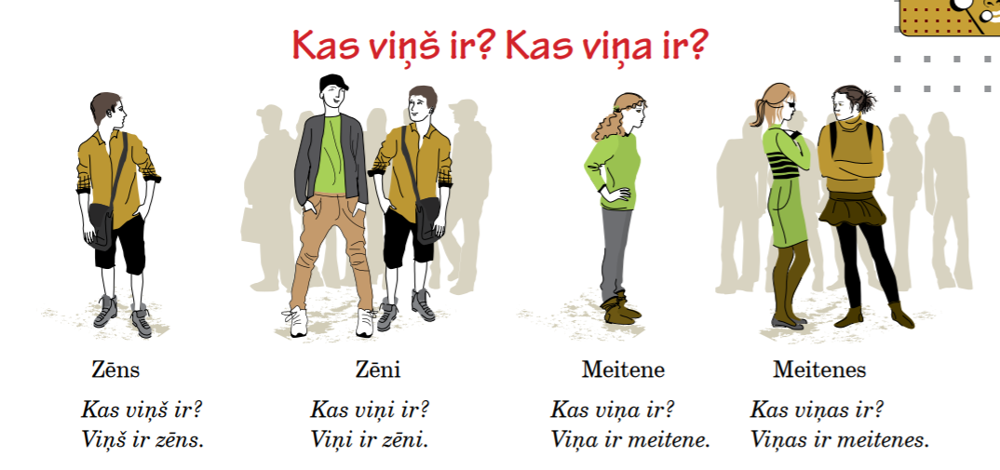 Kas viņš ir? Kas viņa ir?
Zēns
Kas viņš ir?
Viņš ir zēns.
Zēni
Kas viņi ir?
Viņi ir zēni.
Meitene
Kas viņa ir?
Viņa ir meitene.
Meitenes
Kas viņas ir?
Viņas ir meitenes.